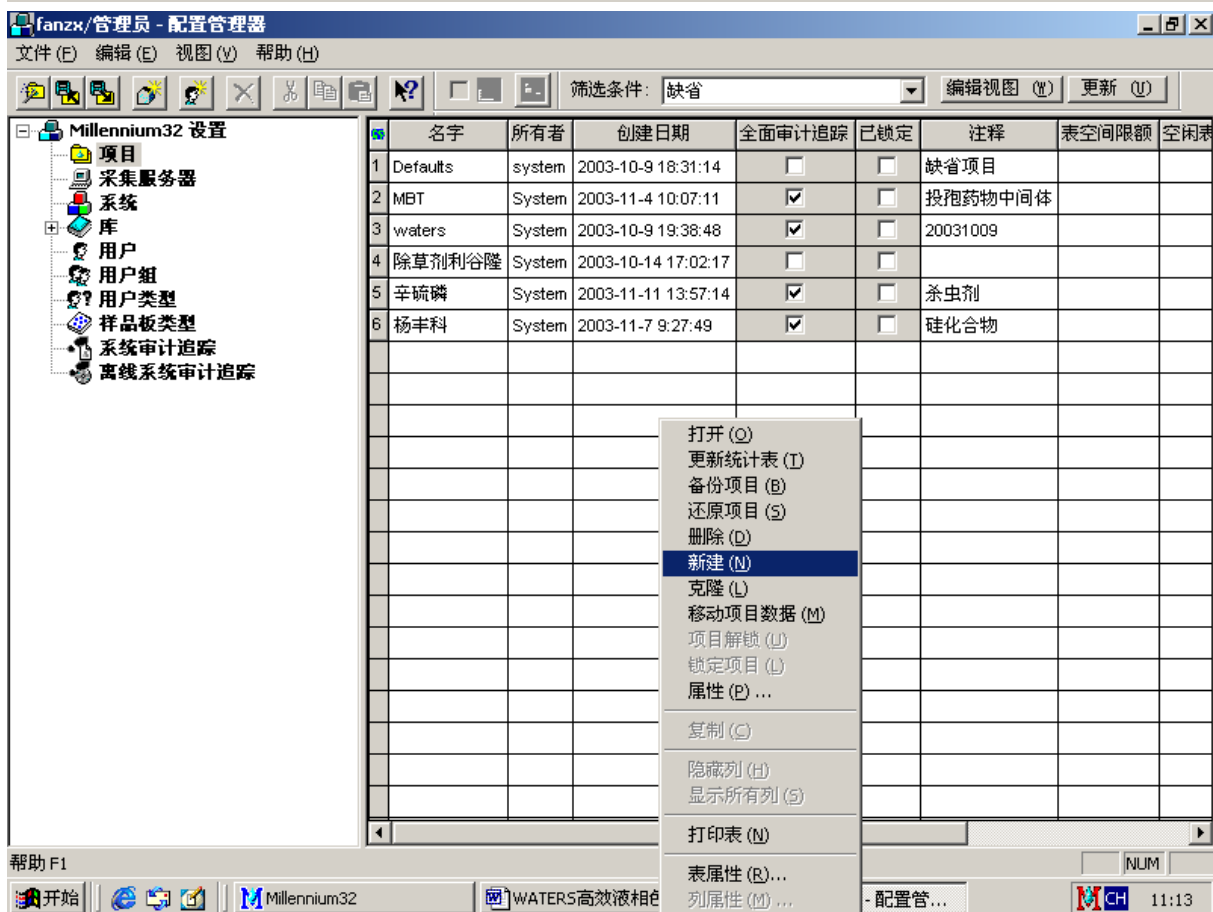 fanzx/管理员 - 配置管理器
文件(F) 编辑(E) 视图(V) 帮助(H)
筛选条件: 缺省 编辑视图 (W) 更新 (U)
Millennium32 设置
项目
采集服务器
系统
库
用户
用户组
用户类型
样品板类型
系统审计追踪
离线系统审计追踪
名字 所有者 创建日期 全面审计追踪 已锁定 注释 表空间限额 空闲表
1 Defaults system 2003-10-9 18:31:14 缺省项目
2 MBT System 2003-11-4 10:07:11 投孢药物中间体
3 waters System 2003-10-9 19:38:48 20031009
4 除草剂利谷隆 System 2003-10-14 17:02:17
5 辛硫磷 System 2003-11-11 13:57:14 杀虫剂
6 杨丰科 System 2003-11-7 9:27:49 硅化合物
打开(O)
更新统计表(T)
备份项目(B)
还原项目(S)
删除(D)
新建(N)
克隆(L)
移动项目数据(M)
项目解锁(U)
锁定项目(L)
属性(P)...
复制(C)
隐藏列(H)
显示所有列(S)
打印表(N)
表属性(R)...
列属性(M)...
帮助 F1
NUM
开始 Millennium32 WATERS高效液相色 - 配置管... CH 11:13